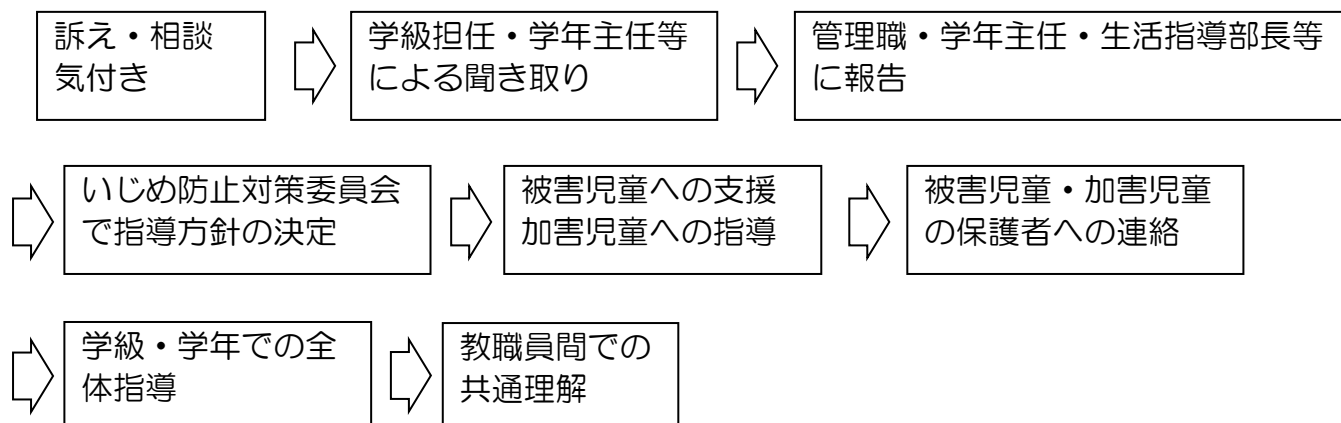 訴え・相談
気付き
学級担任・学年主任等
による聞き取り
管理職・学年主任・生活指導部長等
に報告
いじめ防止対策委員会
で指導方針の決定
被害児童への支援
加害児童への指導
被害児童・加害児童
の保護者への連絡
学級・学年での全
体指導
教職員間での
共通理解